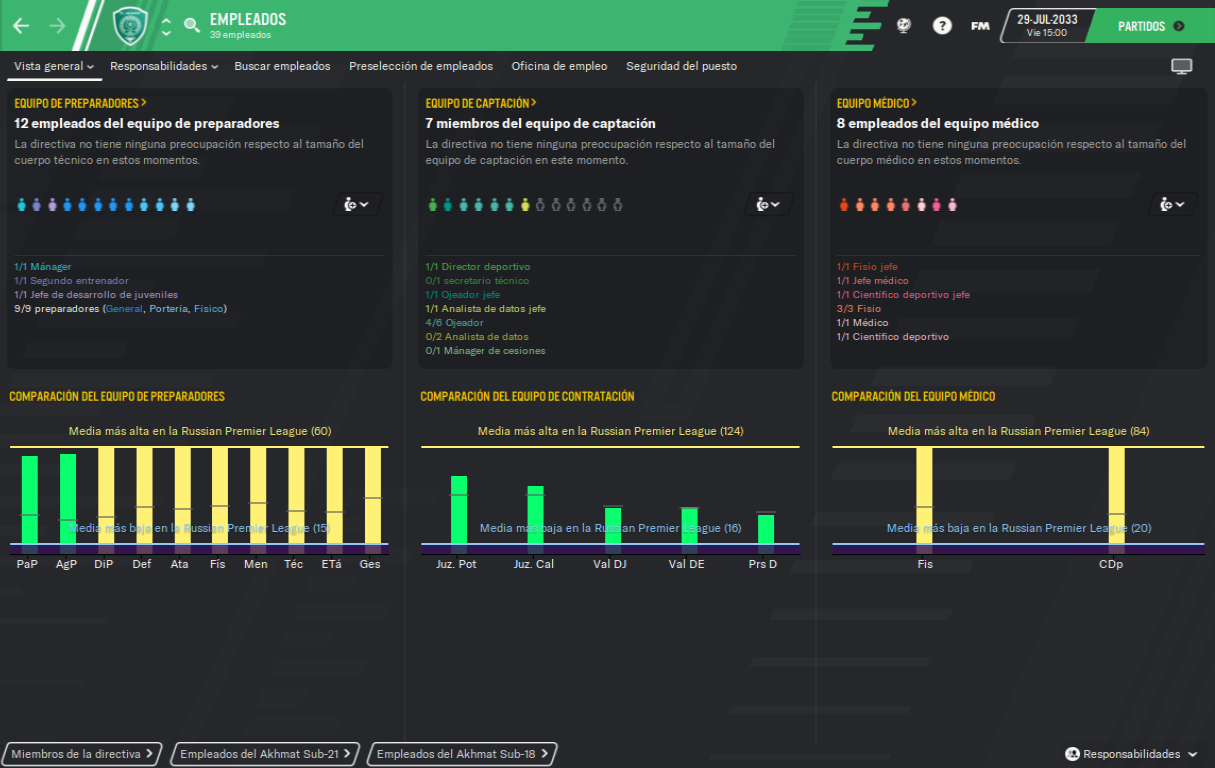 EMPLEADOS
39 empleados
?
FM
29-JUL-2033
Vie 15:00
PARTIDOS
Vista general
Responsabilidades
Buscar empleados
Preselección de empleados
Oficina de empleo
Seguridad del puesto
EQUIPO DE PREPARADORES
12 empleados del equipo de preparadores
La directiva no tiene ninguna preocupación respecto al tamaño del
cuerpo técnico en estos momentos.
1/1 Mánager
1/1 Segundo entrenador
1/1 Jefe de desarrollo de juveniles
9/9 preparadores (General, Portería, Físico)
EQUIPO DE CAPTACIÓN
7 miembros del equipo de captación
La directiva no tiene ninguna preocupación respecto al tamaño del
equipo de captación en este momento.
1/1 Director deportivo
0/1 secretario técnico
1/1 Ojeador jefe
1/1 Analista de datos jefe
4/6 Ojeador
0/2 Analista de datos
0/1 Mánager de cesiones
EQUIPO MÉDICO
8 empleados del equipo médico
La directiva no tiene ninguna preocupación respecto al tamaño del
cuerpo médico en estos momentos.
1/1 Fisio jefe
1/1 Jefe médico
1/1 Científico deportivo jefe
3/3 Fisio
1/1 Médico
1/1 Científico deportivo
COMPARACIÓN DEL EQUIPO DE PREPARADORES
Media más alta en la Russian Premier League (60)
Media más baja en la Russian Premier League (15)
PaP AgP DiP Def Ata Fís Men Téc ETá Ges
COMPARACIÓN DEL EQUIPO DE CONTRATACIÓN
Media más alta en la Russian Premier League (124)
Media más baja en la Russian Premier League (16)
Juz. Pot Juz. Cal Val DJ Val DE Prs D
COMPARACIÓN DEL EQUIPO MÉDICO
Media más alta en la Russian Premier League (84)
Media más baja en la Russian Premier League (20)
Fis CDp
Miembros de la directiva
Empleados del Akhmat Sub-21
Empleados del Akhmat Sub-18
Responsabilidades